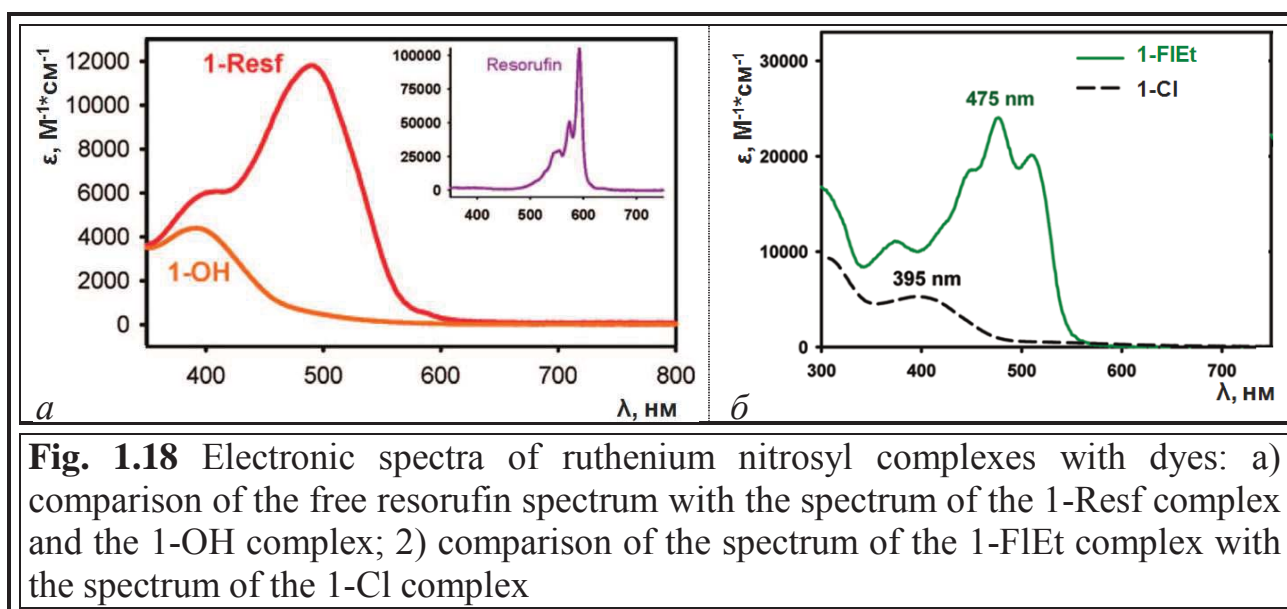 ε, М⁻¹*см⁻¹
12000
10000
8000
6000
4000
2000
0
1-Resf
1-OH
100000
75000
50000
25000
0
Resorufin
400 500 600 700
400 500 600 700 800
λ, нм
а
ε, М⁻¹*см⁻¹
30000
20000
10000
0
1-FlEt
1-Cl
475 nm
395 nm
300 400 500 600 700
λ, нм
б
Fig. 1.18 Electronic spectra of ruthenium nitrosyl complexes with dyes: a)
comparison of the free resorufin spectrum with the spectrum of the 1-Resf complex
and the 1-OH complex; 2) comparison of the spectrum of the 1-FlEt complex with
the spectrum of the 1-Cl complex